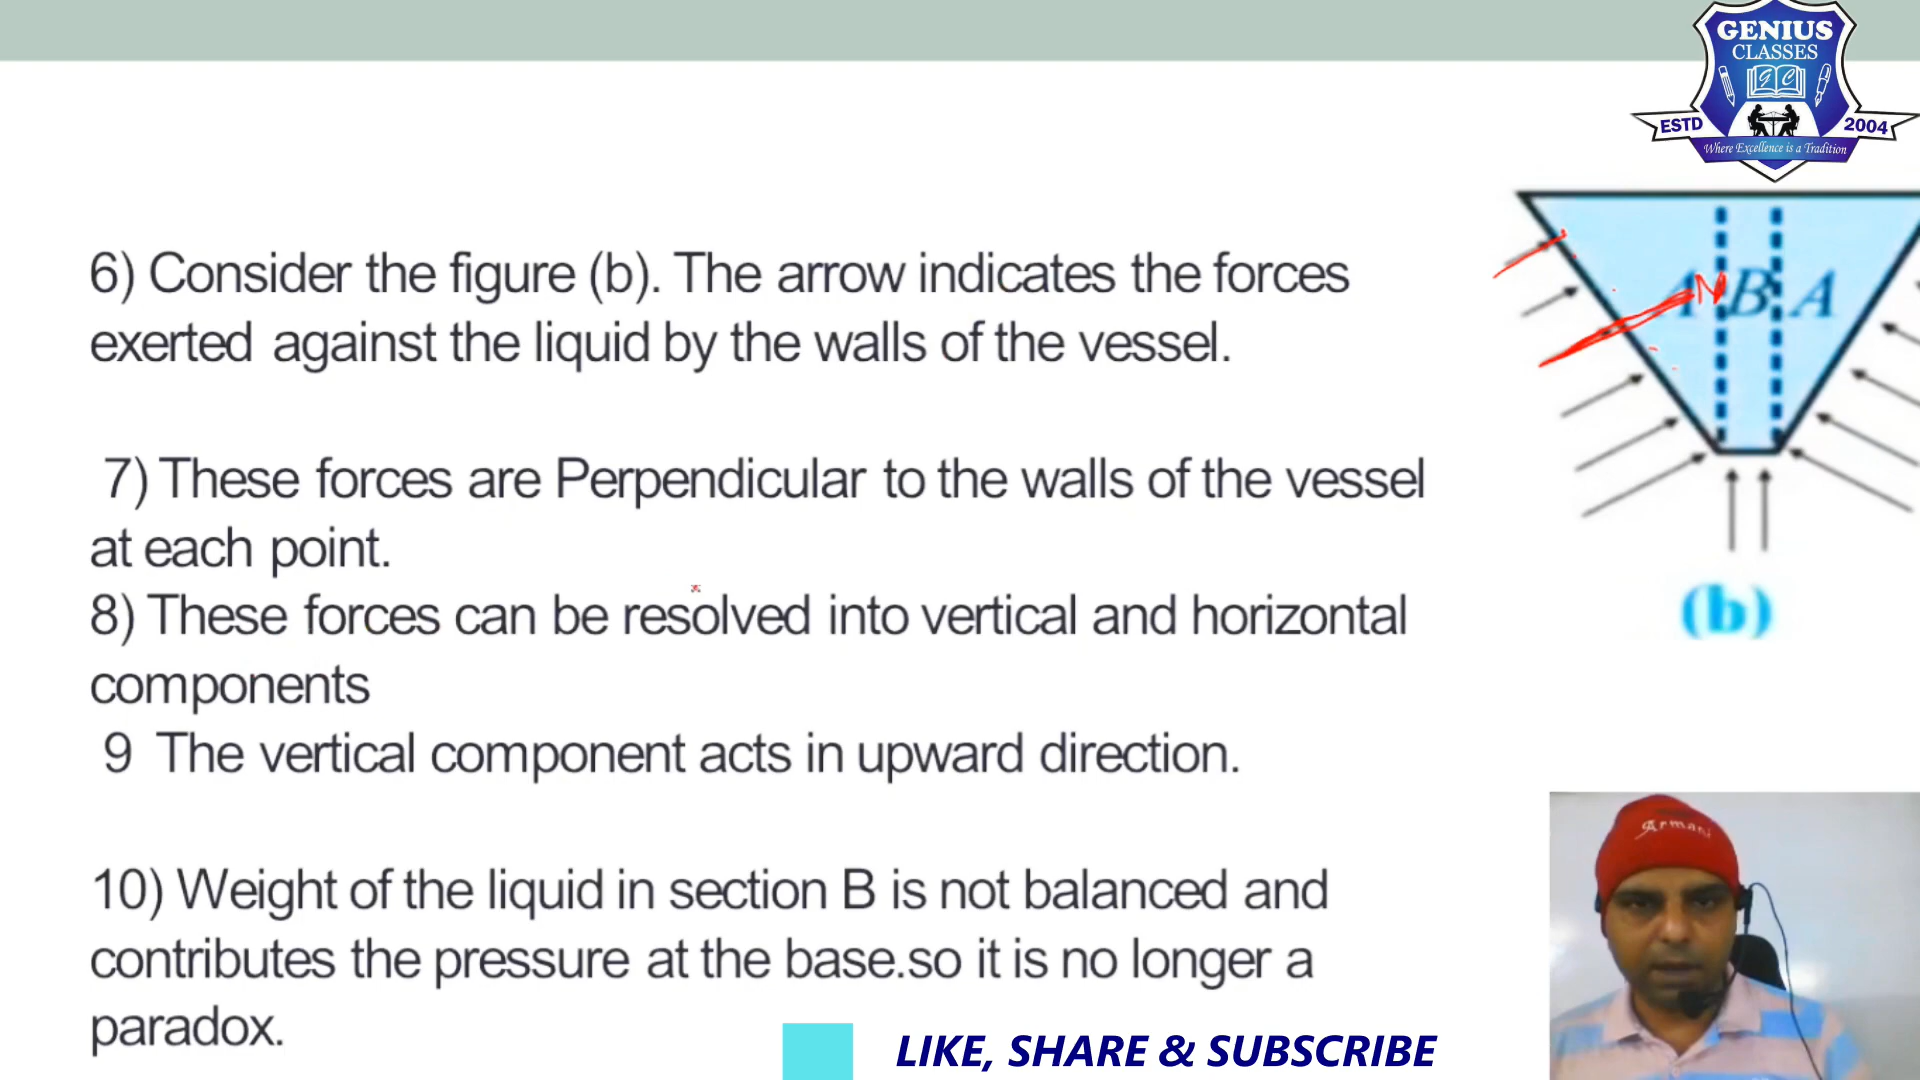 GENIUS
CLASSES
GC
ESTD 2004
Where Excellence is a Tradition
6) Consider the figure (b). The arrow indicates the forces
exerted against the liquid by the walls of the vessel.
A N B A
7) These forces are Perpendicular to the walls of the vessel
at each point.
8) These forces can be resolved into vertical and horizontal
components
(b)
9 The vertical component acts in upward direction.
Armani
10) Weight of the liquid in section B is not balanced and
contributes the pressure at the base.so it is no longer a
paradox.
LIKE, SHARE & SUBSCRIBE